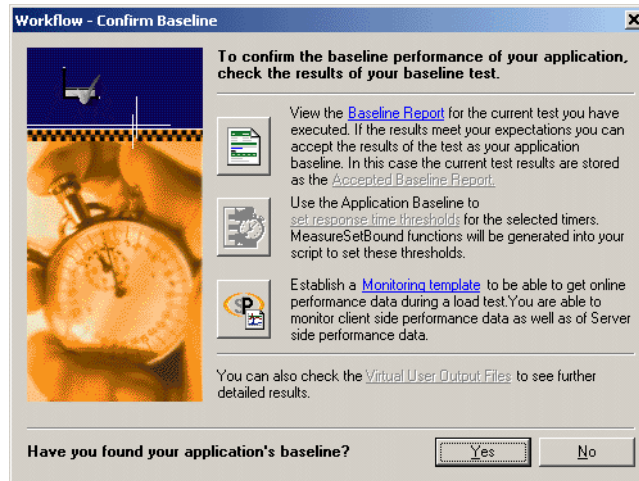 Workflow - Confirm Baseline
To confirm the baseline performance of your application,
check the results of your baseline test.
View the Baseline Report for the current test you have
executed. If the results meet your expectations you can
accept the results of the test as your application
baseline. In this case the current test results are stored
as the Accepted Baseline Report.
Use the Application Baseline to
set response time thresholds for the selected timers.
MeasureSetBound functions will be generated into your
script to set these thresholds.
Establish a Monitoring template to be able to get online
performance data during a load test.You are able to
monitor client side performance data as well as of Server
side performance data.
You can also check the Virtual User Output Files to see further
detailed results.
Have you found your application's baseline?
Yes
No